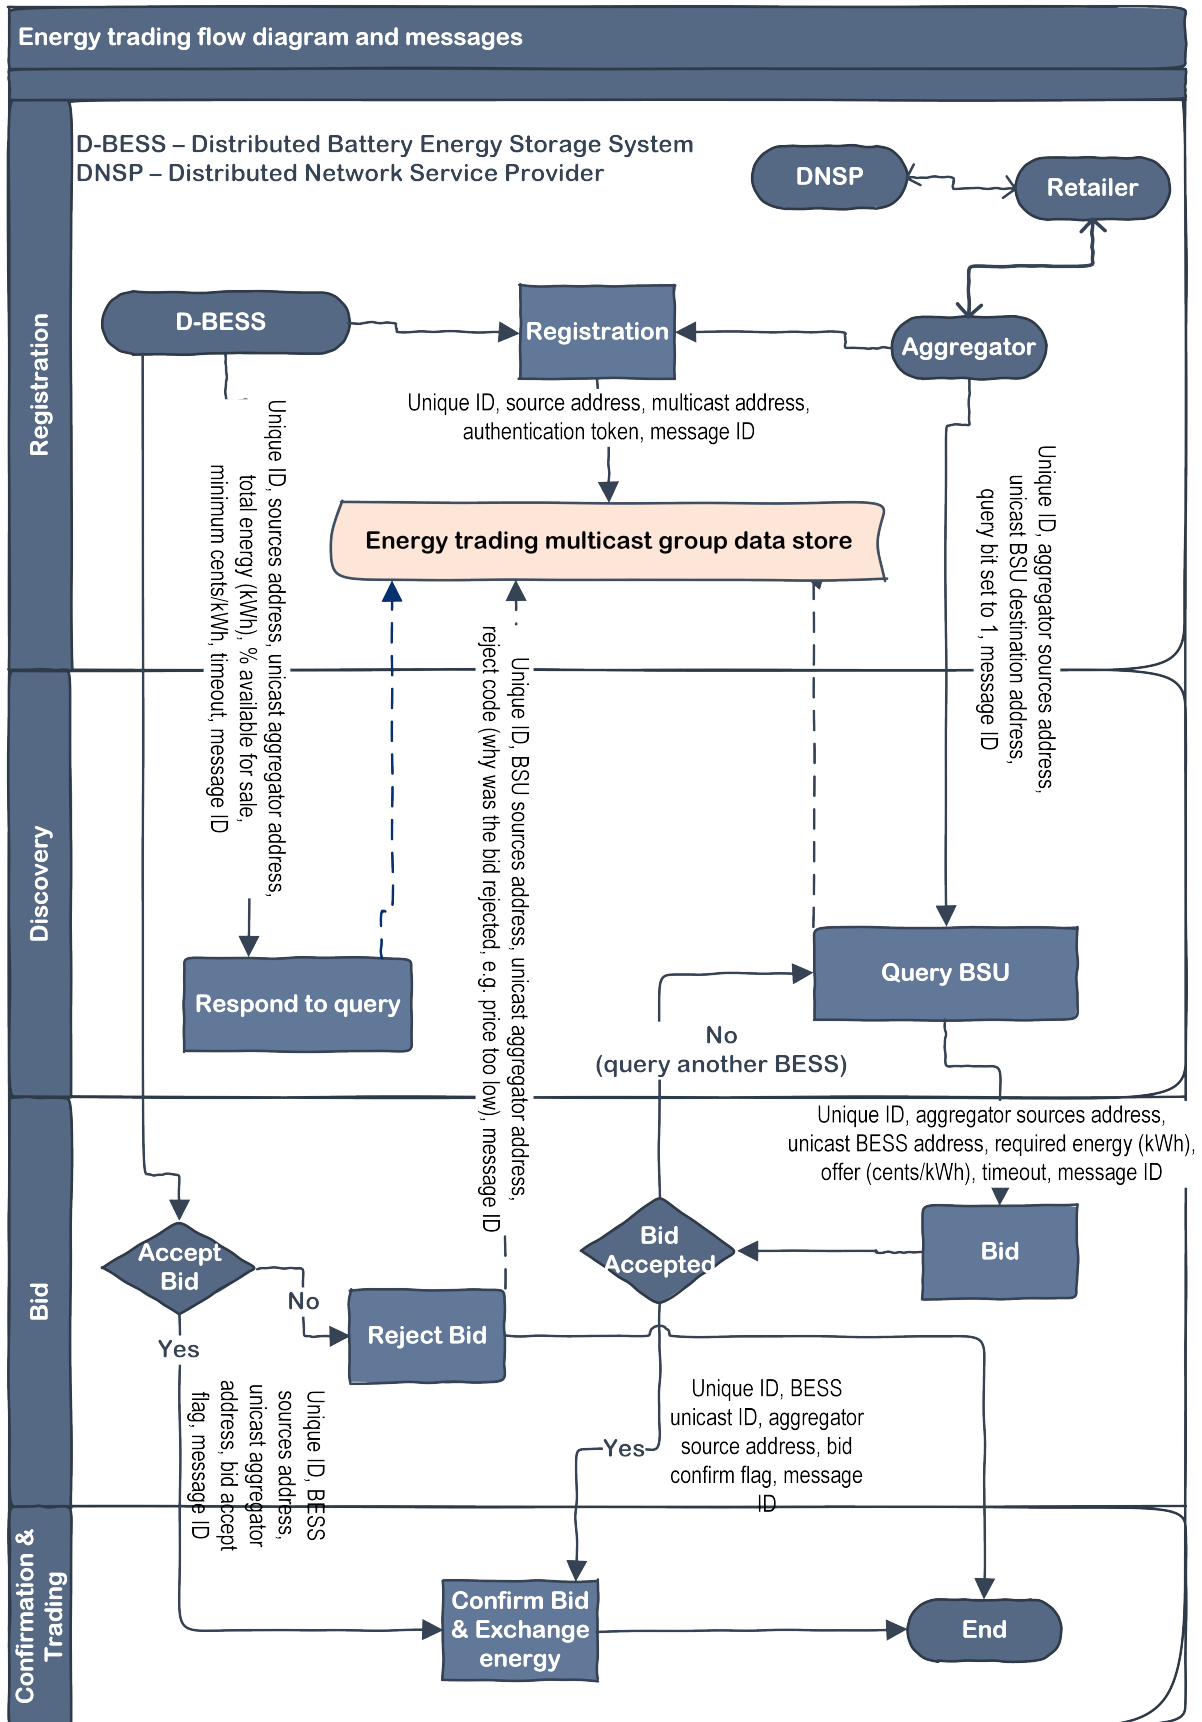 Energy trading flow diagram and messages
Registration
D-BESS – Distributed Battery Energy Storage System
DNSP – Distributed Network Service Provider
DNSP
Retailer
D-BESS
Registration
Aggregator
Unique ID, source address, multicast address,
authentication token, message ID
Unique ID, sources address, unicast aggregator address,
total energy (kWh), % available for sale,
minimum cents/kWh, timeout, message ID
Unique ID, aggregator sources address,
unicast BSU destination address,
query bit set to 1, message ID
Energy trading multicast group data store
Unique ID, BSU sources address, unicast aggregator address,
reject code (why was the bid rejected, e.g. price too low), message ID
Discovery
Respond to query
Query BSU
No
(query another BESS)
Unique ID, aggregator sources address,
unicast BESS address, required energy (kWh),
offer (cents/kWh), timeout, message ID
Bid
Accept
Bid
No
Yes
Reject Bid
Bid
Accepted
Bid
Unique ID, BESS
sources address,
unicast aggregator
address, bid accept
flag, message ID
Unique ID, BESS
unicast ID, aggregator
source address, bid
confirm flag, message
ID
Yes
Confirmation &
Trading
Confirm Bid
& Exchange
energy
End